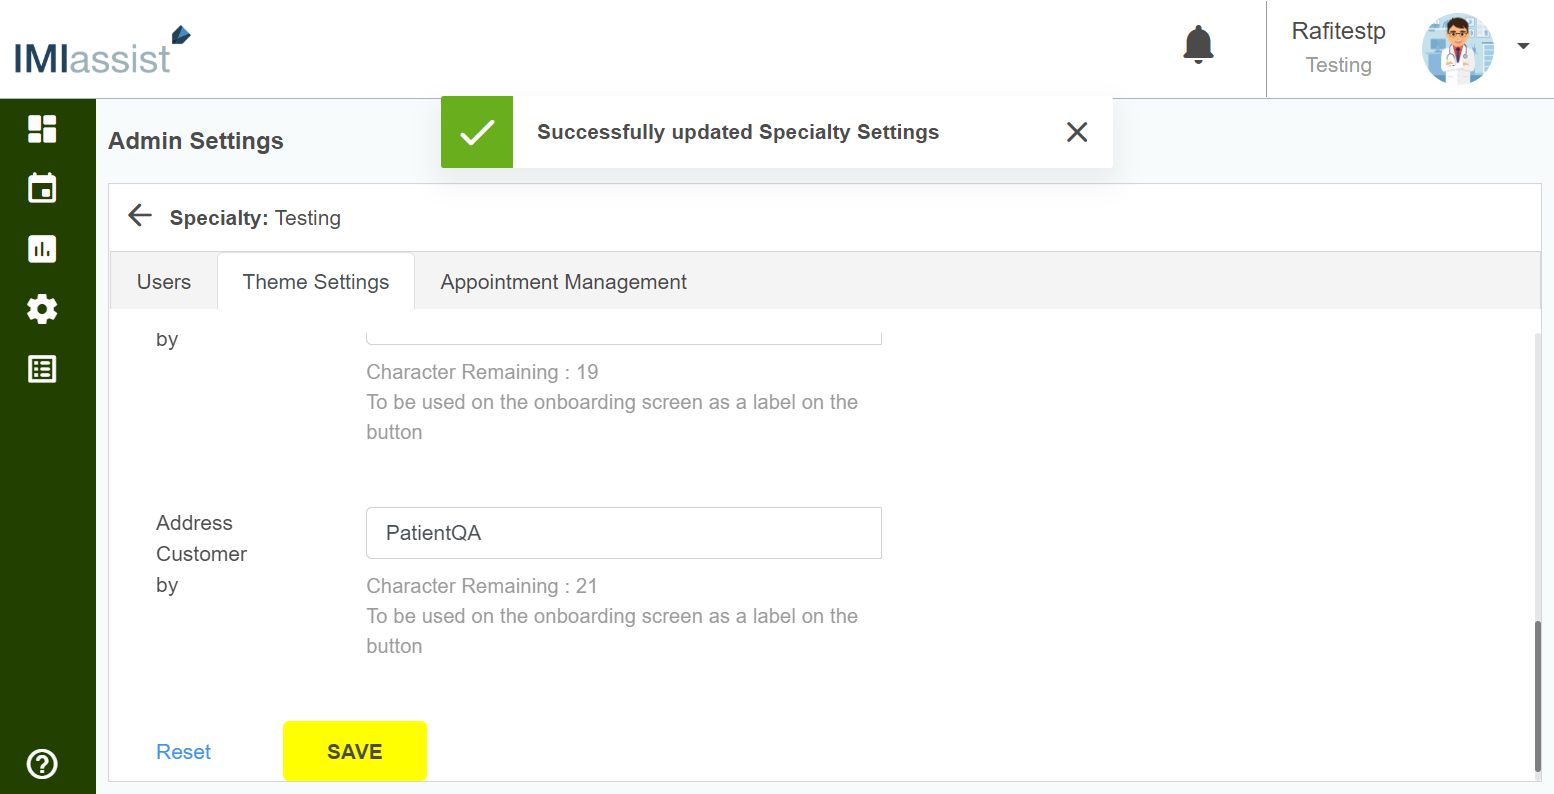 IMIassist
Rafitestp
Testing
Successfully updated Specialty Settings
Admin Settings
Specialty: Testing
Users
Theme Settings
Appointment Management
by
Character Remaining : 19
To be used on the onboarding screen as a label on the
button
Address
Customer
by
PatientQA
Character Remaining : 21
To be used on the onboarding screen as a label on the
button
Reset
SAVE